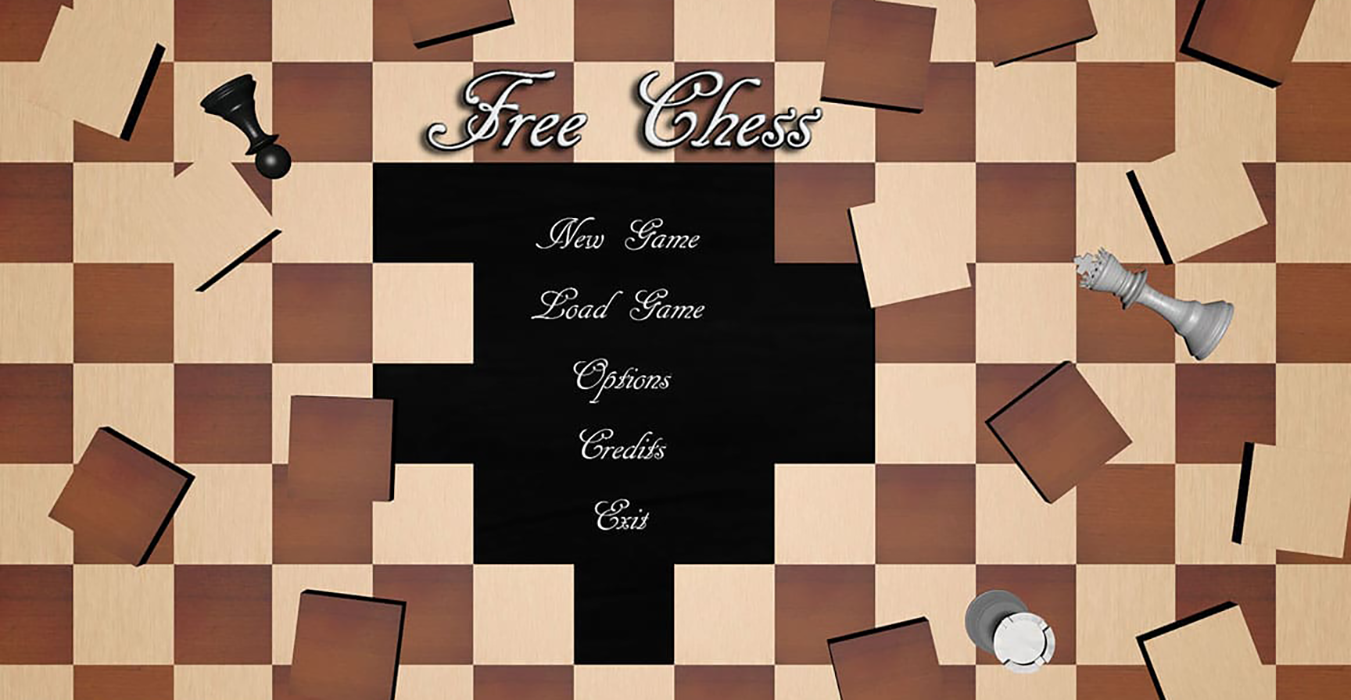 Free Chess
New Game
Load Game
Options
Credits
Exit